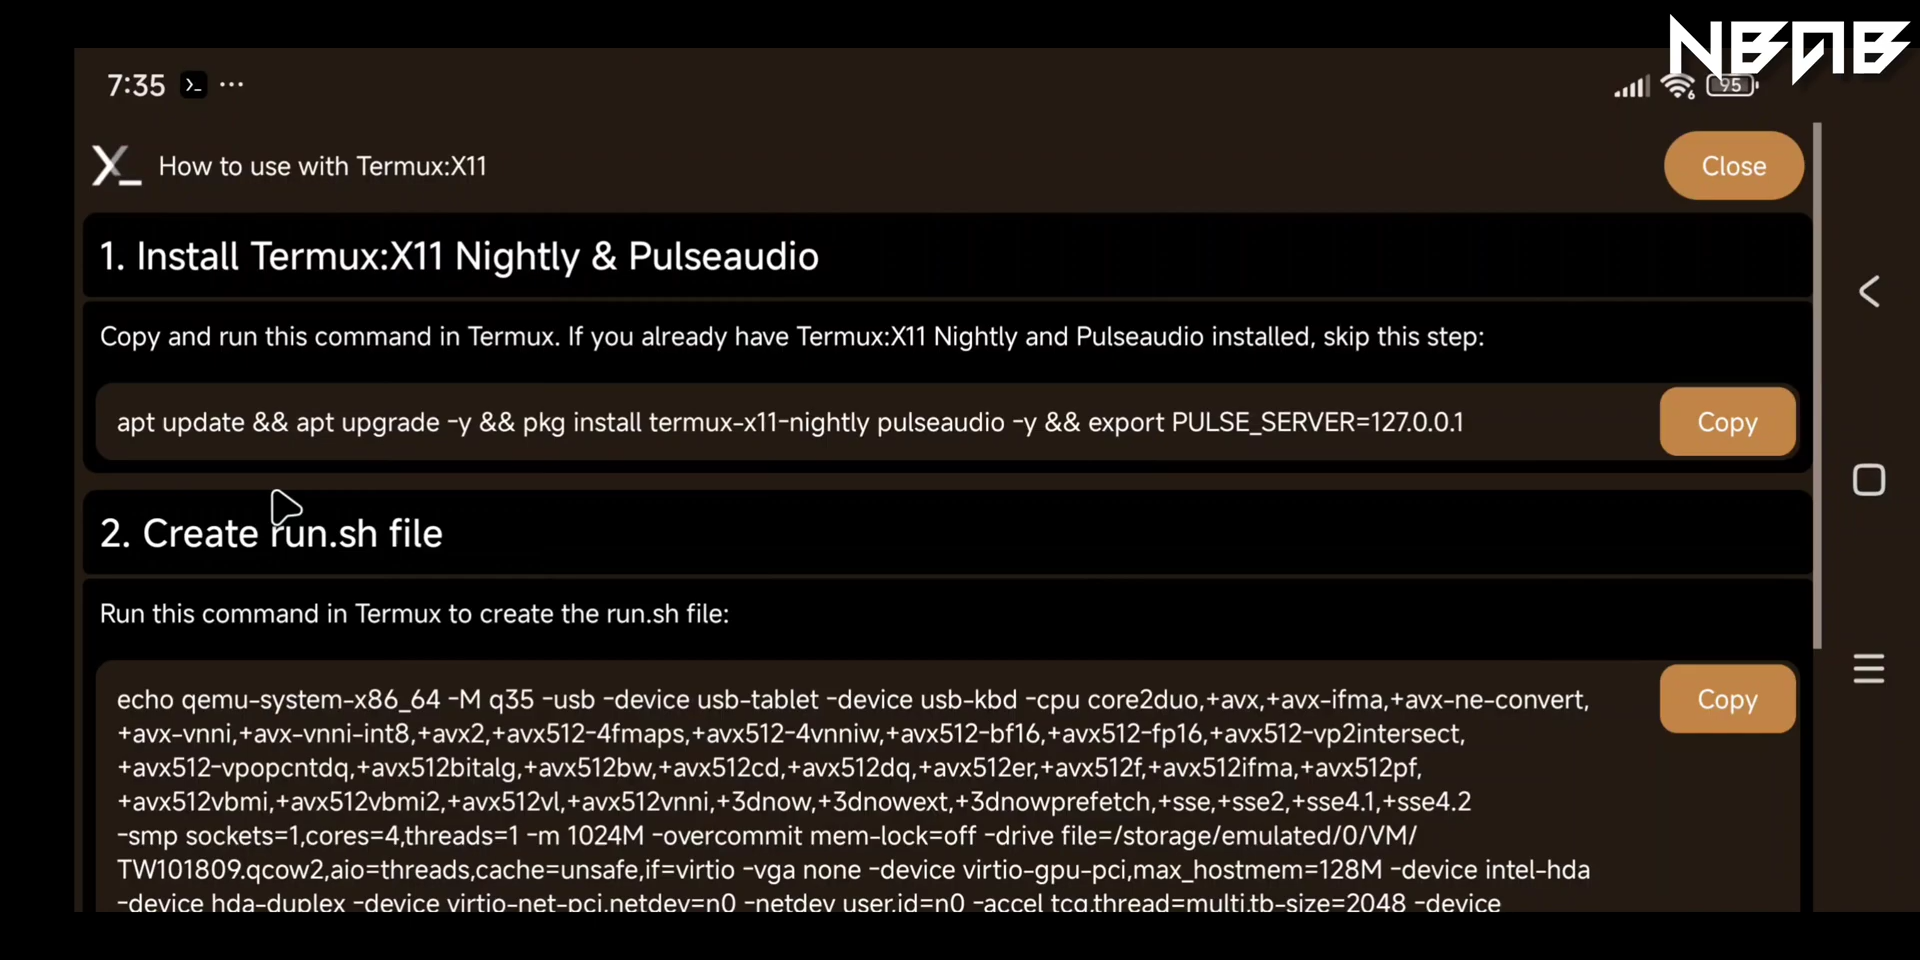 NBAB
7:35
95
How to use with Termux:X11
Close
1. Install Termux:X11 Nightly & Pulseaudio
Copy and run this command in Termux. If you already have Termux:X11 Nightly and Pulseaudio installed, skip this step:
apt update && apt upgrade -y && pkg install termux-x11-nightly pulseaudio -y && export PULSE_SERVER=127.0.0.1
Copy
2. Create run.sh file
Run this command in Termux to create the run.sh file:
echo qemu-system-x86_64 -M q35 -usb -device usb-tablet -device usb-kbd -cpu core2duo,+avx,+avx-ifma,+avx-ne-convert,
Copy
+avx-vnni,+avx-vnni-int8,+avx2,+avx512-4fmaps,+avx512-4vnniw,+avx512-bf16,+avx512-fp16,+avx512-vp2intersect,
+avx512-vpopcntdq,+avx512bitalg,+avx512bw,+avx512cd,+avx512dq,+avx512er,+avx512f,+avx512ifma,+avx512pf,
+avx512vbmi,+avx512vbmi2,+avx512vl,+avx512vnni,+3dnow,+3dnowext,+3dnowprefetch,+sse,+sse2,+sse4.1,+sse4.2
-smp sockets=1,cores=4,threads=1 -m 1024M -overcommit mem-lock=off -drive file=/storage/emulated/0/VM/
TW101809.qcow2,aio=threads,cache=unsafe,if=virtio -vga none -device virtio-gpu-pci,max_hostmem=128M -device intel-hda
-device hda-duplex -device virtio-net-pci,netdev=n0 -netdev user,id=n0 -accel tcg,thread=multi,tb-size=2048 -device